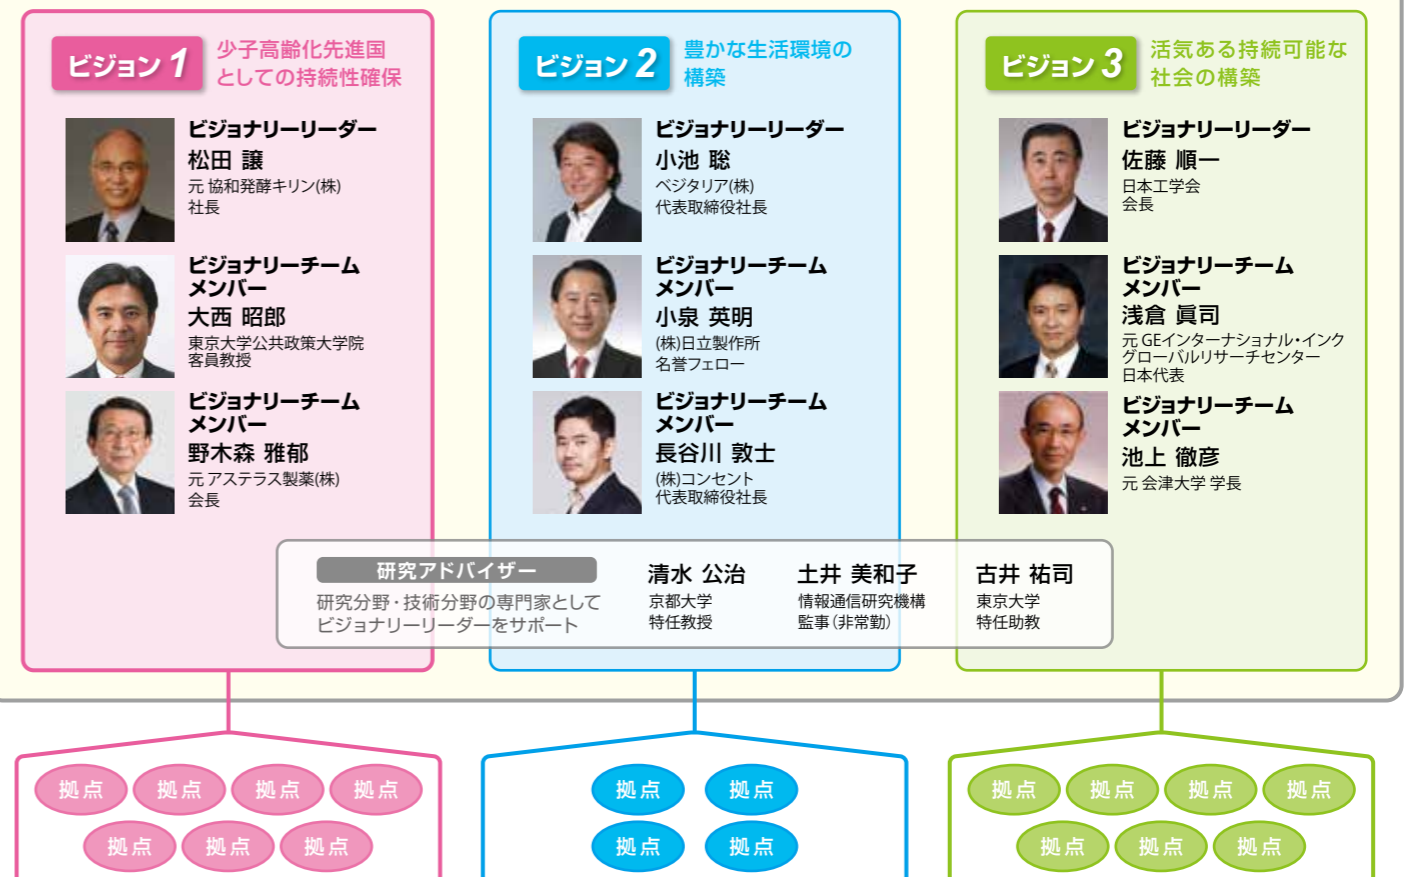 ビジョン 1
少子高齢化先進国
としての持続性確保
ビジョナリーリーダー
松田 譲
元 協和発酵キリン(株)
社長
ビジョナリーチーム
メンバー
大西 昭郎
東京大学公共政策大学院
客員教授
ビジョナリーチーム
メンバー
野木森 雅郁
元 アステラス製薬(株)
会長
ビジョン 2
豊かな生活環境の
構築
ビジョナリーリーダー
小池 聡
ベジタリア(株)
代表取締役社長
ビジョナリーチーム
メンバー
小泉 英明
(株)日立製作所
名誉フェロー
ビジョナリーチーム
メンバー
長谷川 敦士
(株)コンセント
代表取締役社長
ビジョン 3
活気ある持続可能な
社会の構築
ビジョナリーリーダー
佐藤 順一
日本工学会
会長
ビジョナリーチーム
メンバー
浅倉 眞司
元 GEインターナショナル・インク
グローバルリサーチセンター
日本代表
ビジョナリーチーム
メンバー
池上 徹彦
元 会津大学 学長
研究アドバイザー
研究分野・技術分野の専門家として
ビジョナリーリーダーをサポート
清水 公治
京都大学
特任教授
土井 美和子
情報通信研究機構
監事(非常勤)
古井 祐司
東京大学
特任助教
拠点 拠点 拠点 拠点
拠点 拠点 拠点
拠点 拠点
拠点 拠点
拠点 拠点 拠点 拠点
拠点 拠点 拠点